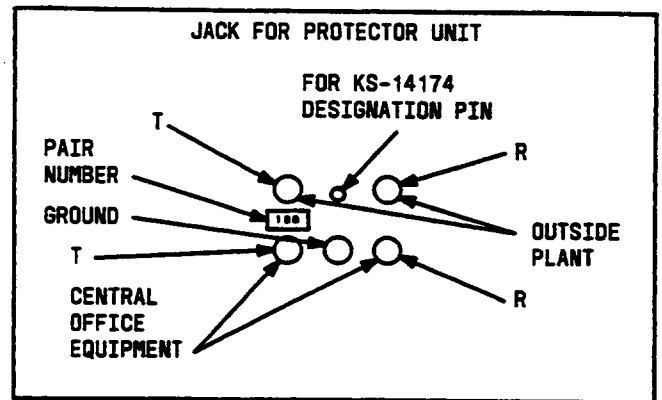 JACK FOR PROTECTOR UNIT
FOR KS-14174
DESIGNATION PIN
T
R
PAIR
NUMBER
100
GROUND
OUTSIDE
PLANT
T
R
CENTRAL
OFFICE
EQUIPMENT